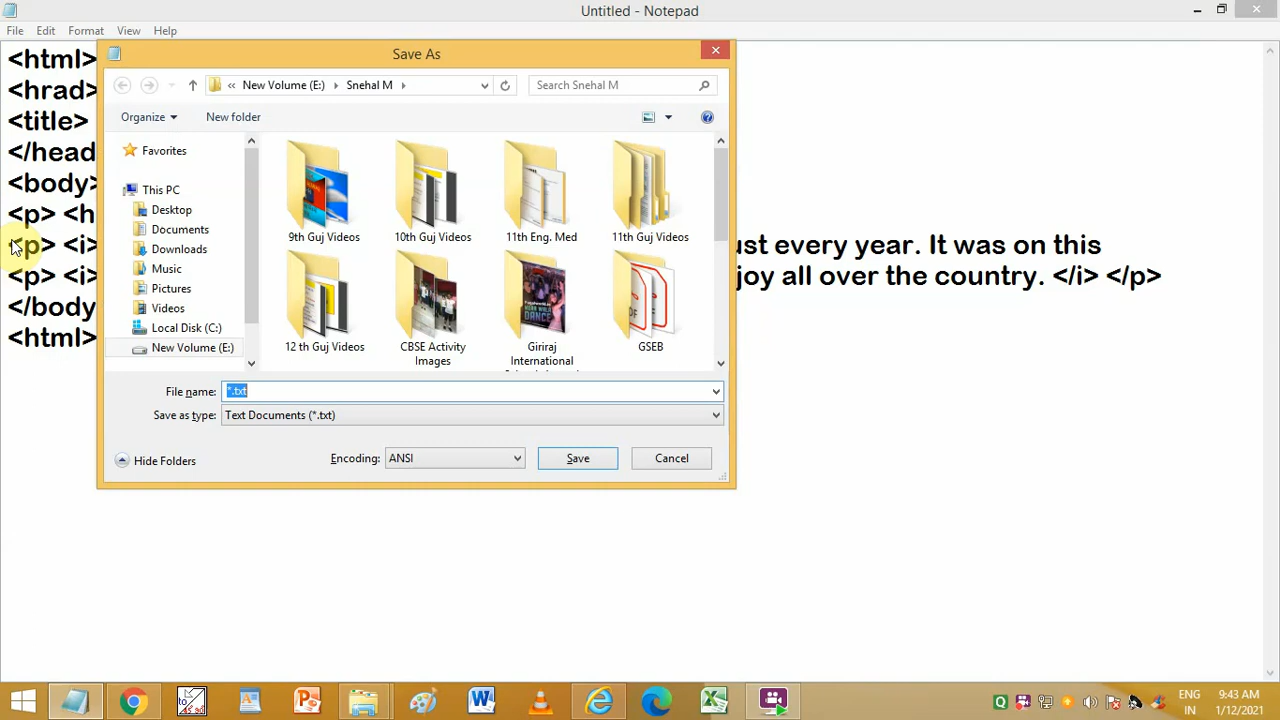 Untitled - Notepad
File Edit Format View Help
<html>
<hrad>
<title>
</head
<body>
<p> <h
<p> <i> ust every year. It was on this
<p> <i> joy all over the country. </i> </p>
</body
<html>
Save As
« New Volume (E:) Snehal M
Search Snehal M
Organize New folder
Favorites
This PC
Desktop
Documents
Downloads
Music
Pictures
Videos
Local Disk (C:)
New Volume (E:)
9th Guj Videos
10th Guj Videos
11th Eng. Med
11th Guj Videos
12 th Guj Videos
CBSE Activity
Images
Giriraj
International
GSEB
File name: *.txt
Save as type: Text Documents (*.txt)
Hide Folders
Encoding: ANSI
Save
Cancel
ENG
IN
9:43 AM
1/12/2021